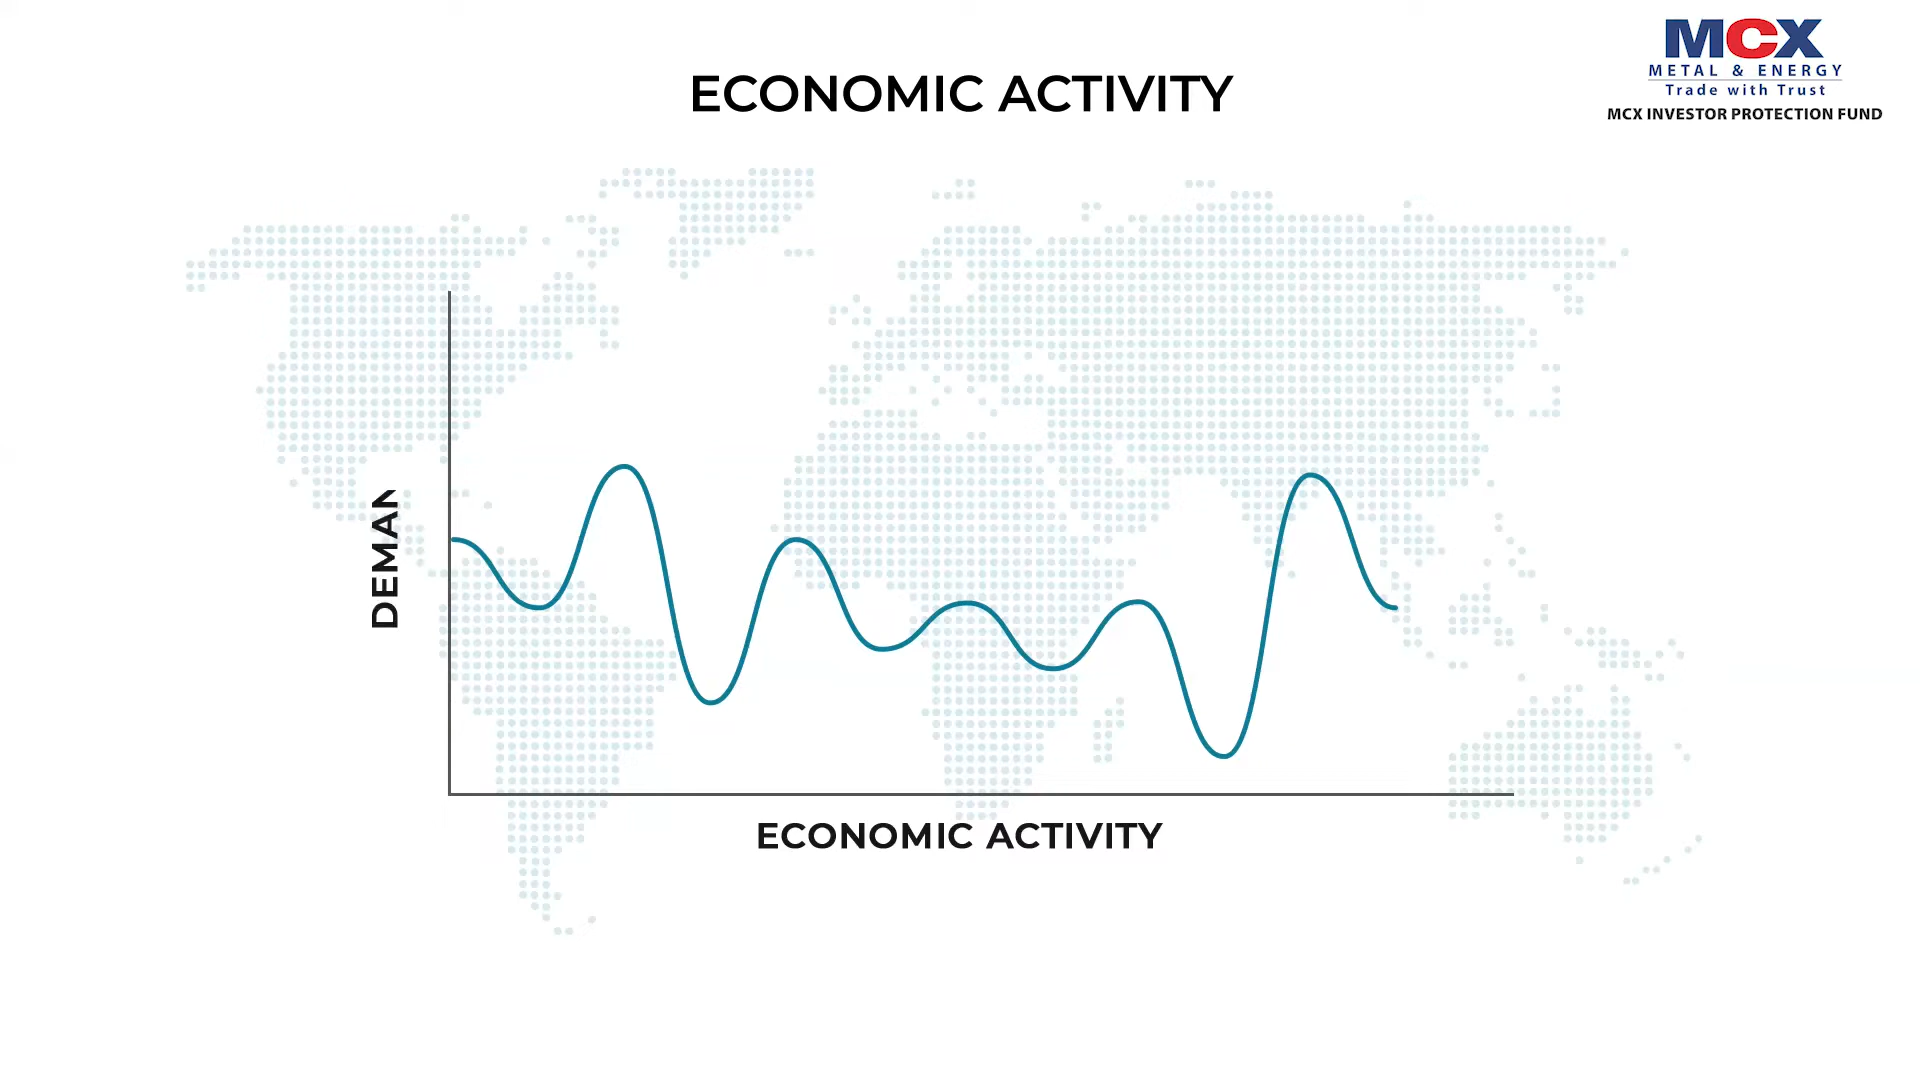 MCX
METAL & ENERGY
Trade with Trust
MCX INVESTOR PROTECTION FUND
ECONOMIC ACTIVITY
DEMAN
ECONOMIC ACTIVITY